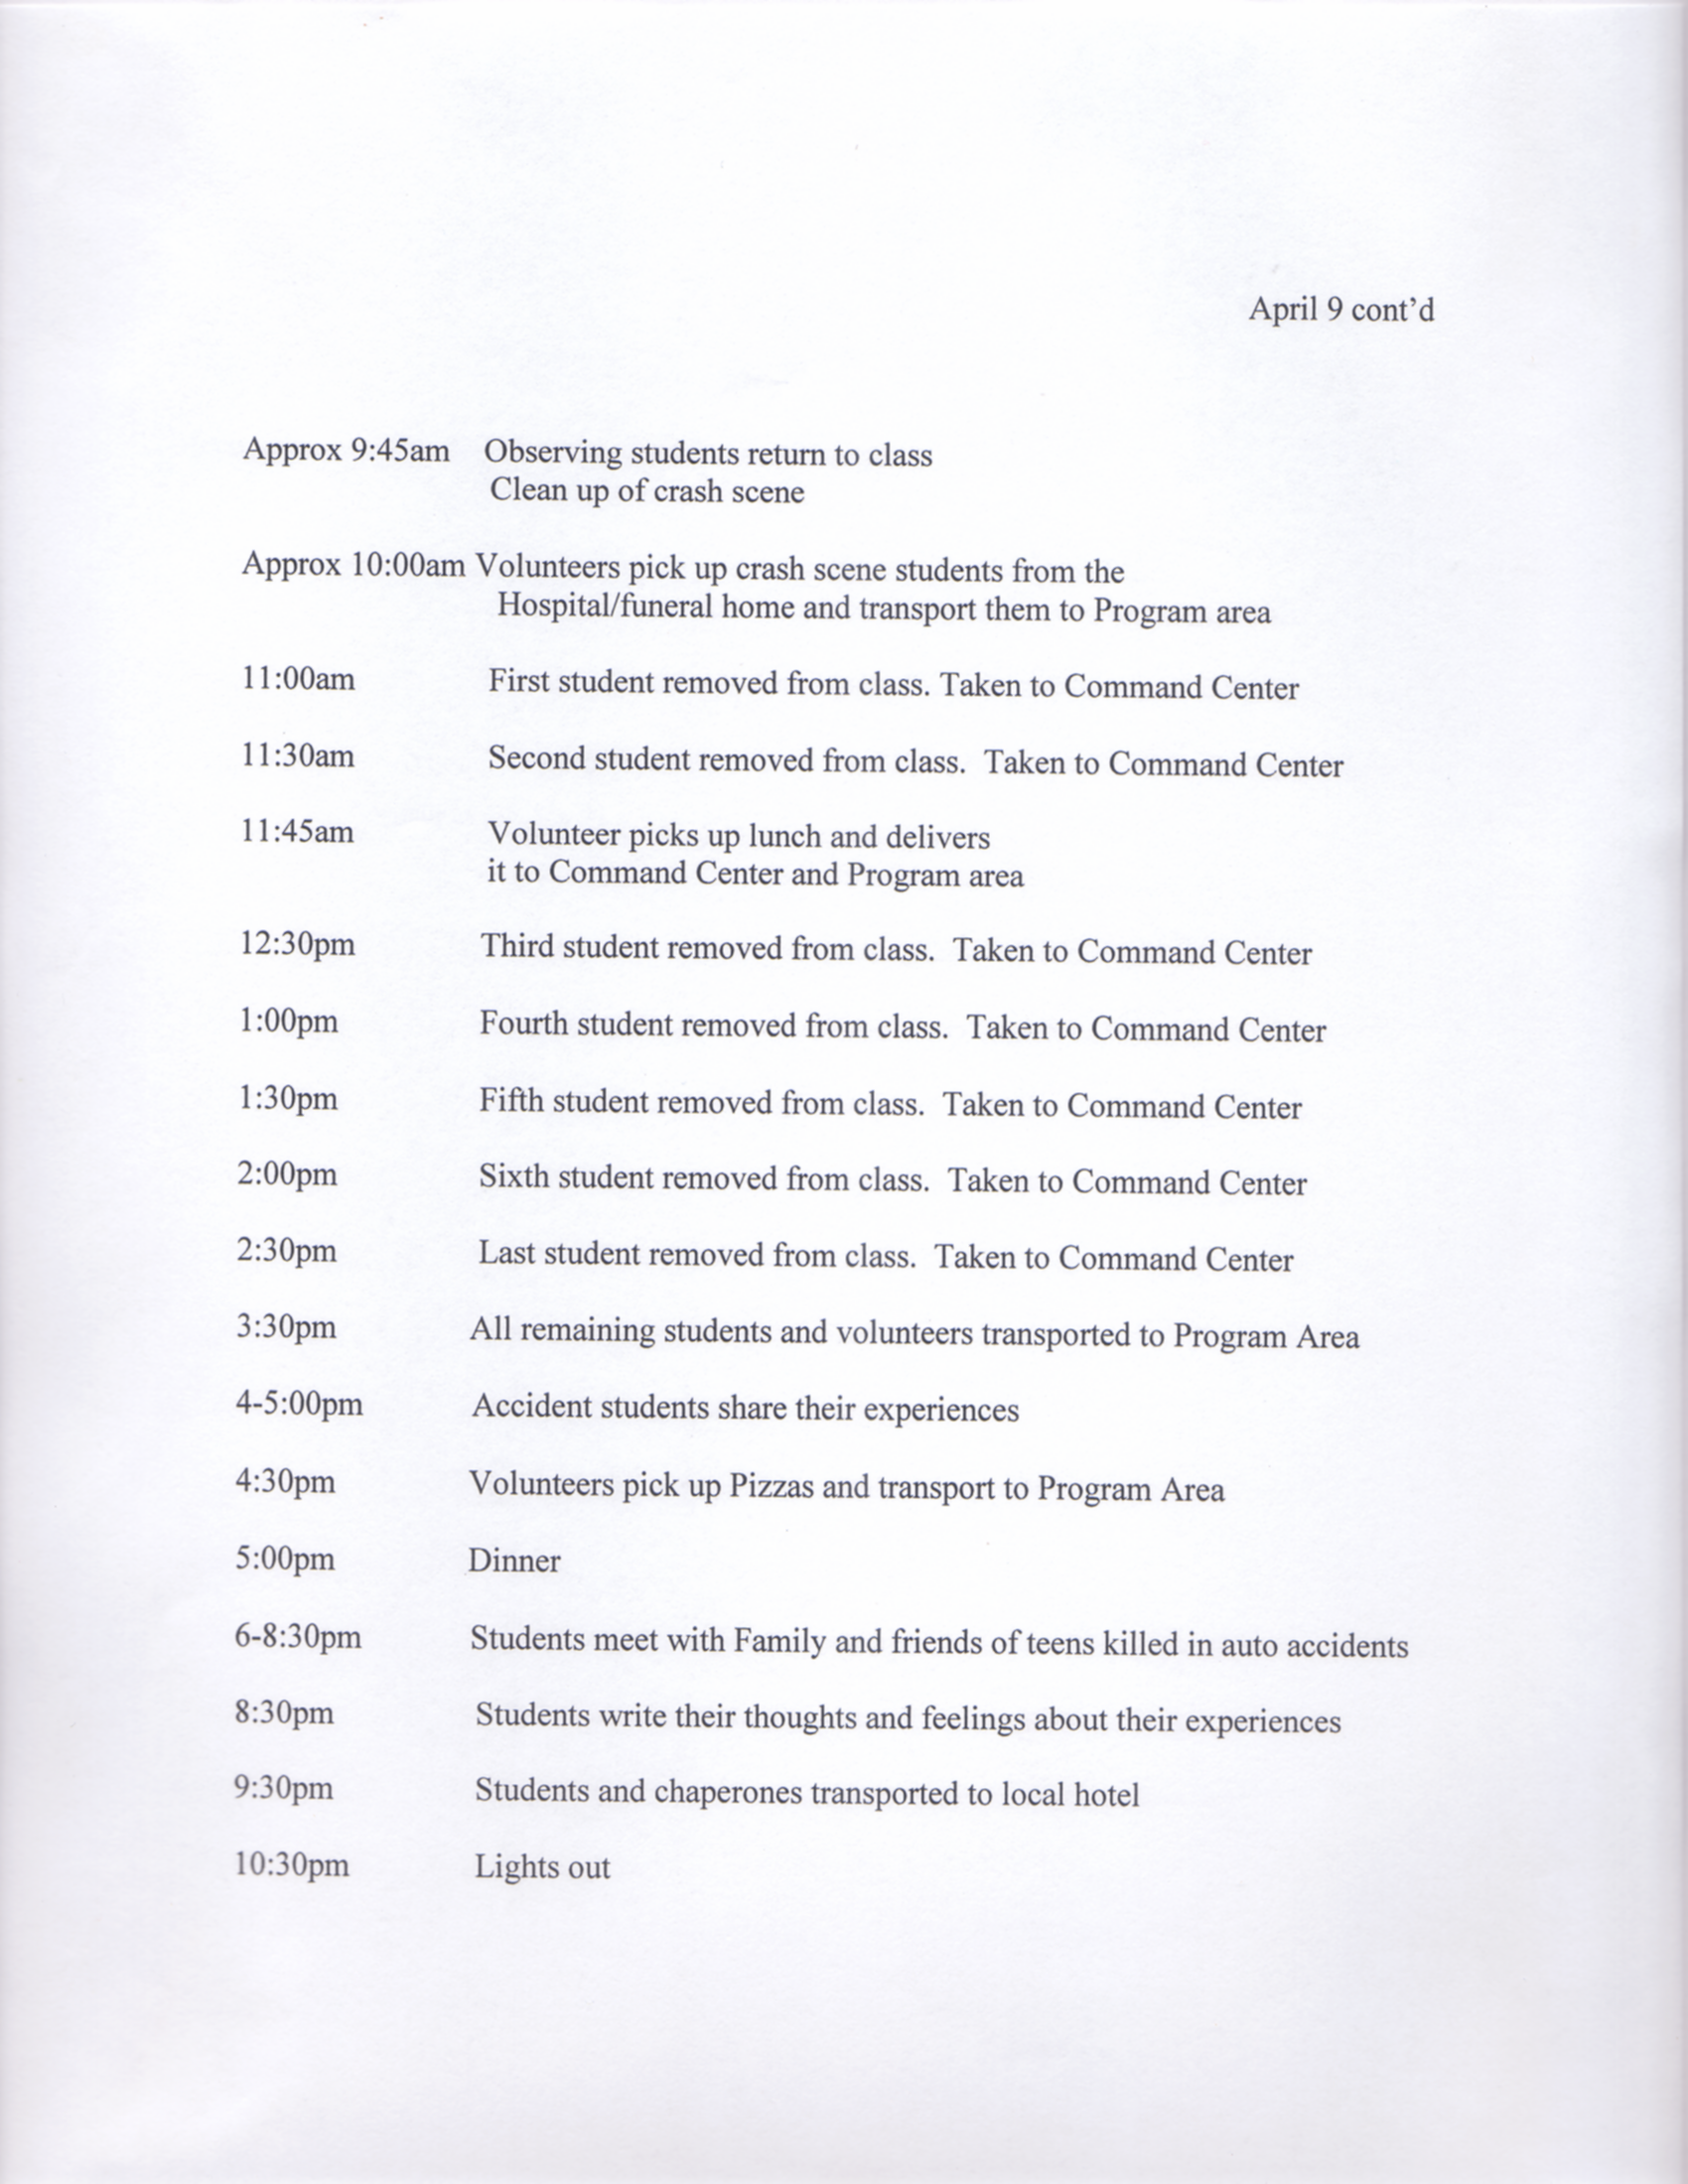 April 9 cont'd
Approx 9:45am Observing students return to class
Clean up of crash scene
Approx 10:00am Volunteers pick up crash scene students from the
Hospital/funeral home and transport them to Program area
11:00am First student removed from class. Taken to Command Center
11:30am Second student removed from class. Taken to Command Center
11:45am Volunteer picks up lunch and delivers
it to Command Center and Program area
12:30pm Third student removed from class. Taken to Command Center
1:00pm Fourth student removed from class. Taken to Command Center
1:30pm Fifth student removed from class. Taken to Command Center
2:00pm Sixth student removed from class. Taken to Command Center
2:30pm Last student removed from class. Taken to Command Center
3:30pm All remaining students and volunteers transported to Program Area
4-5:00pm Accident students share their experiences
4:30pm Volunteers pick up Pizzas and transport to Program Area
5:00pm Dinner
6-8:30pm Students meet with Family and friends of teens killed in auto accidents
8:30pm Students write their thoughts and feelings about their experiences
9:30pm Students and chaperones transported to local hotel
10:30pm Lights out